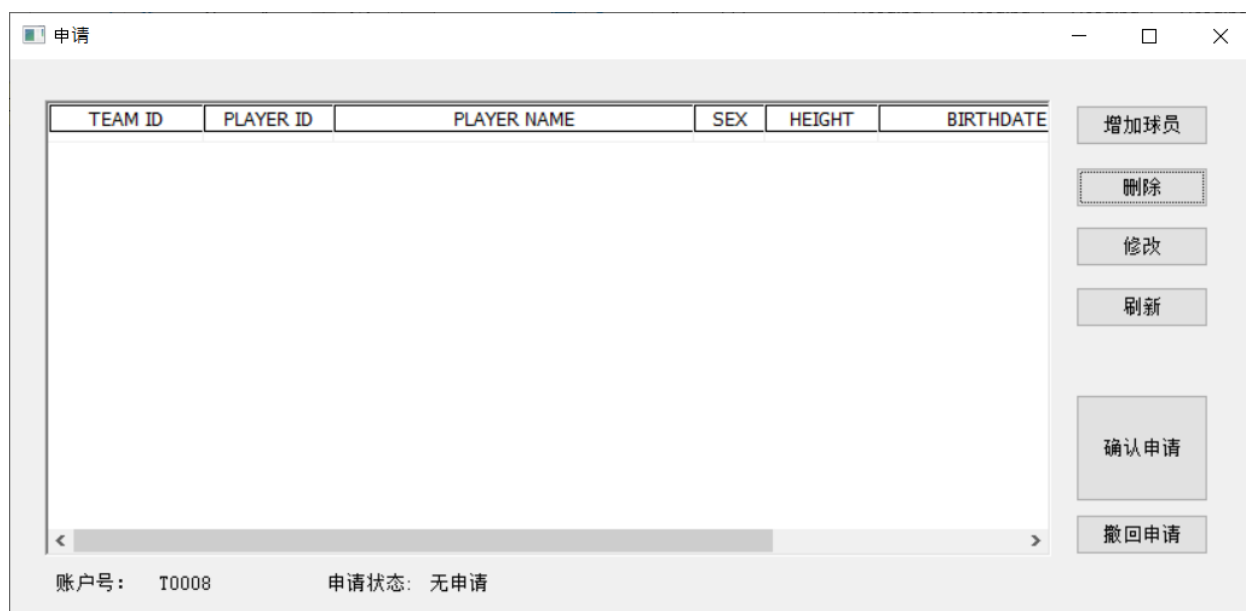 申请
TEAM ID PLAYER ID PLAYER NAME SEX HEIGHT BIRTHDATE
增加球员
删除
修改
刷新
确认申请
撤回申请
账户号: T0008 申请状态: 无申请